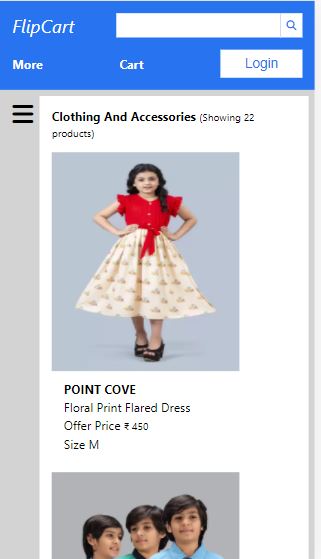 FlipCart
More Cart Login
Clothing And Accessories (Showing 22
products)
POINT COVE
Floral Print Flared Dress
Offer Price ₹ 450
Size M